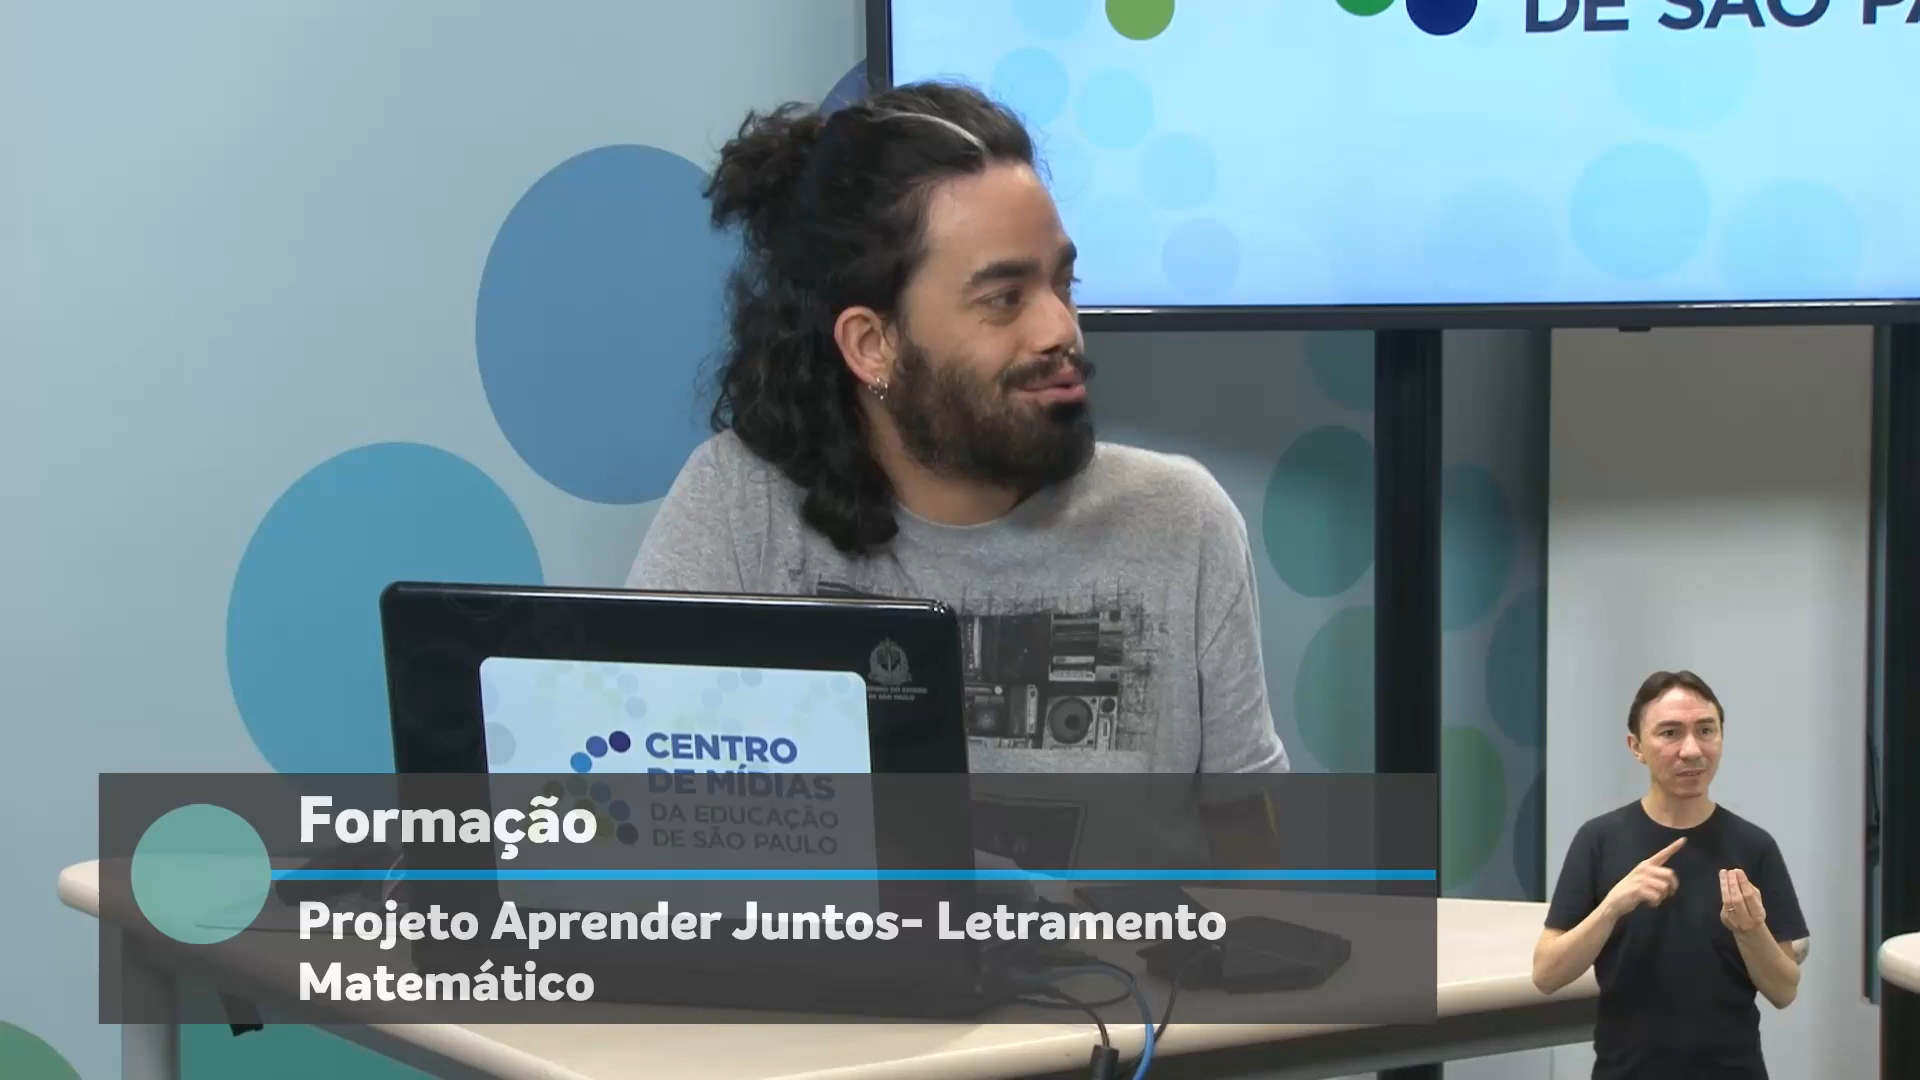 DE SÃO PA
CENTRO
DE MÍDIAS
DA EDUCAÇÃO
DE SÃO PAULO
Formação
Projeto Aprender Juntos- Letramento
Matemático